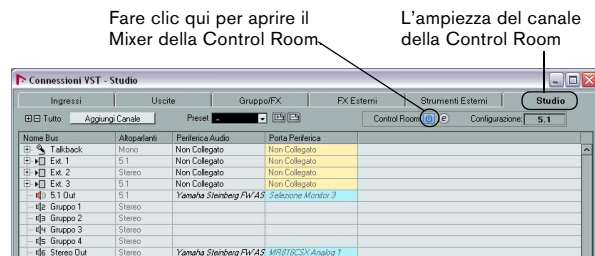 Fare clic qui per aprire il
Mixer della Control Room
L'ampiezza del canale
della Control Room
Connessioni VST - Studio
Ingressi Uscite Gruppo/FX FX Esterni Strumenti Esterni Studio
Tutto Aggiungi Canale Preset - Control Room e Configurazione: 5.1
Nome Bus Altoparlanti Periferica Audio Porta Periferica
Talkback Mono Non Collegato Non Collegato
Ext. 1 5.1 Non Collegato Non Collegato
Ext. 2 Stereo Non Collegato Non Collegato
Ext. 3 5.1 Non Collegato Non Collegato
5.1 Out 5.1 Yamaha Steinberg FW AS Selezione Monitor 3
Gruppo 1 Stereo
Gruppo 2 Stereo
Gruppo 3 Stereo
Gruppo 4 Stereo
Stereo Out Stereo Yamaha Steinberg FW AS MR816CSX Analog 1